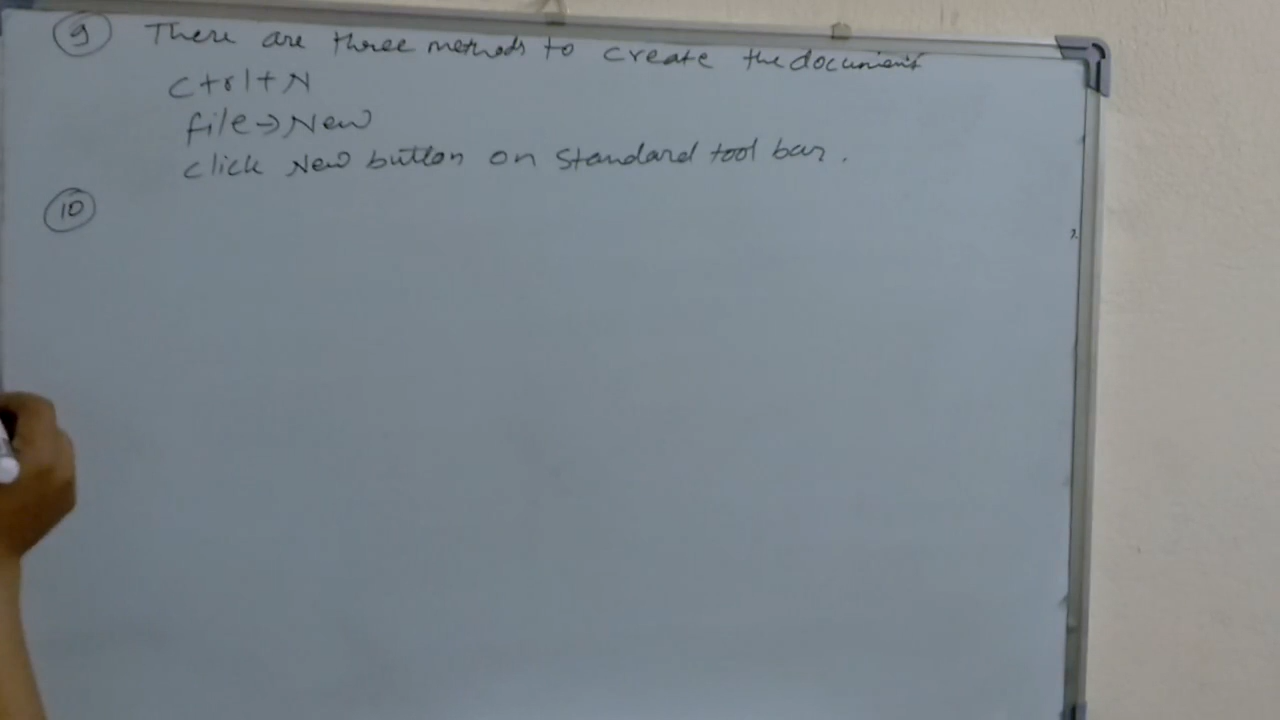 9 There are three methods to create the document
Ctrl+N
file→New
click New button on standard tool bar.
10